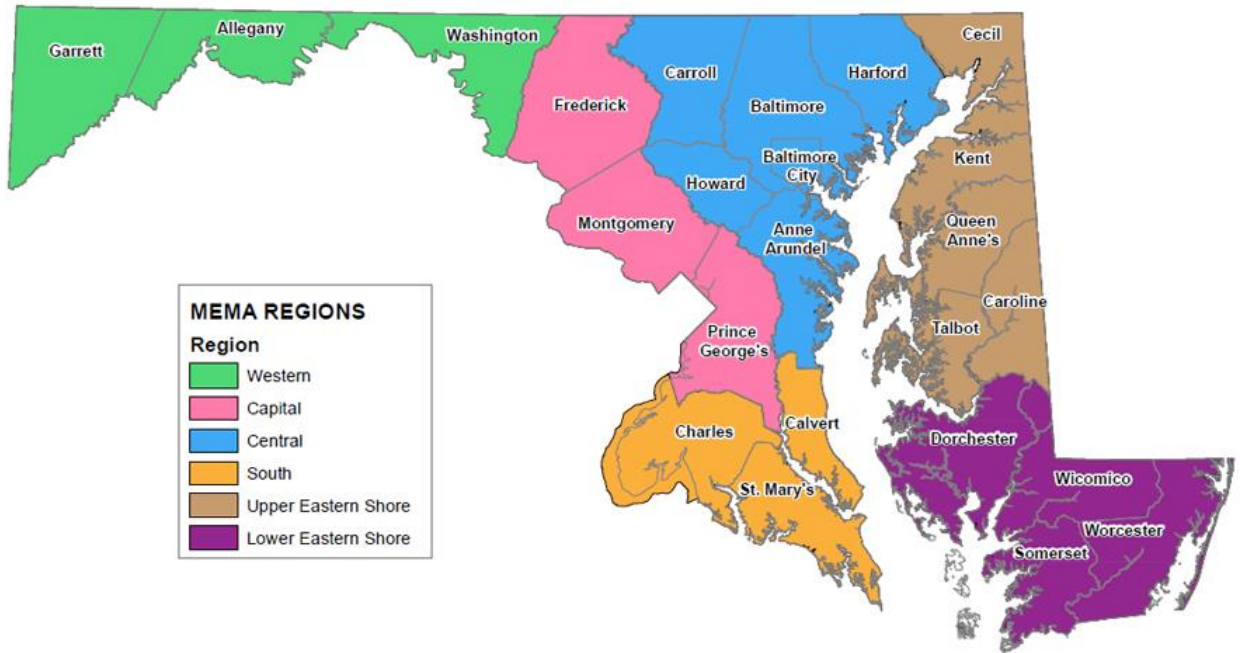 Garrett
Allegany
Washington
Frederick
Carroll
Baltimore
Harford
Cecil
Baltimore
City
Howard
Kent
Montgomery
Anne
Arundel
Queen
Anne's
Caroline
Talbot
Prince
George's
Charles
Calvert
St. Mary's
Dorchester
Wicomico
Worcester
Somerset
MEMA REGIONS
Region
Western
Capital
Central
South
Upper Eastern Shore
Lower Eastern Shore